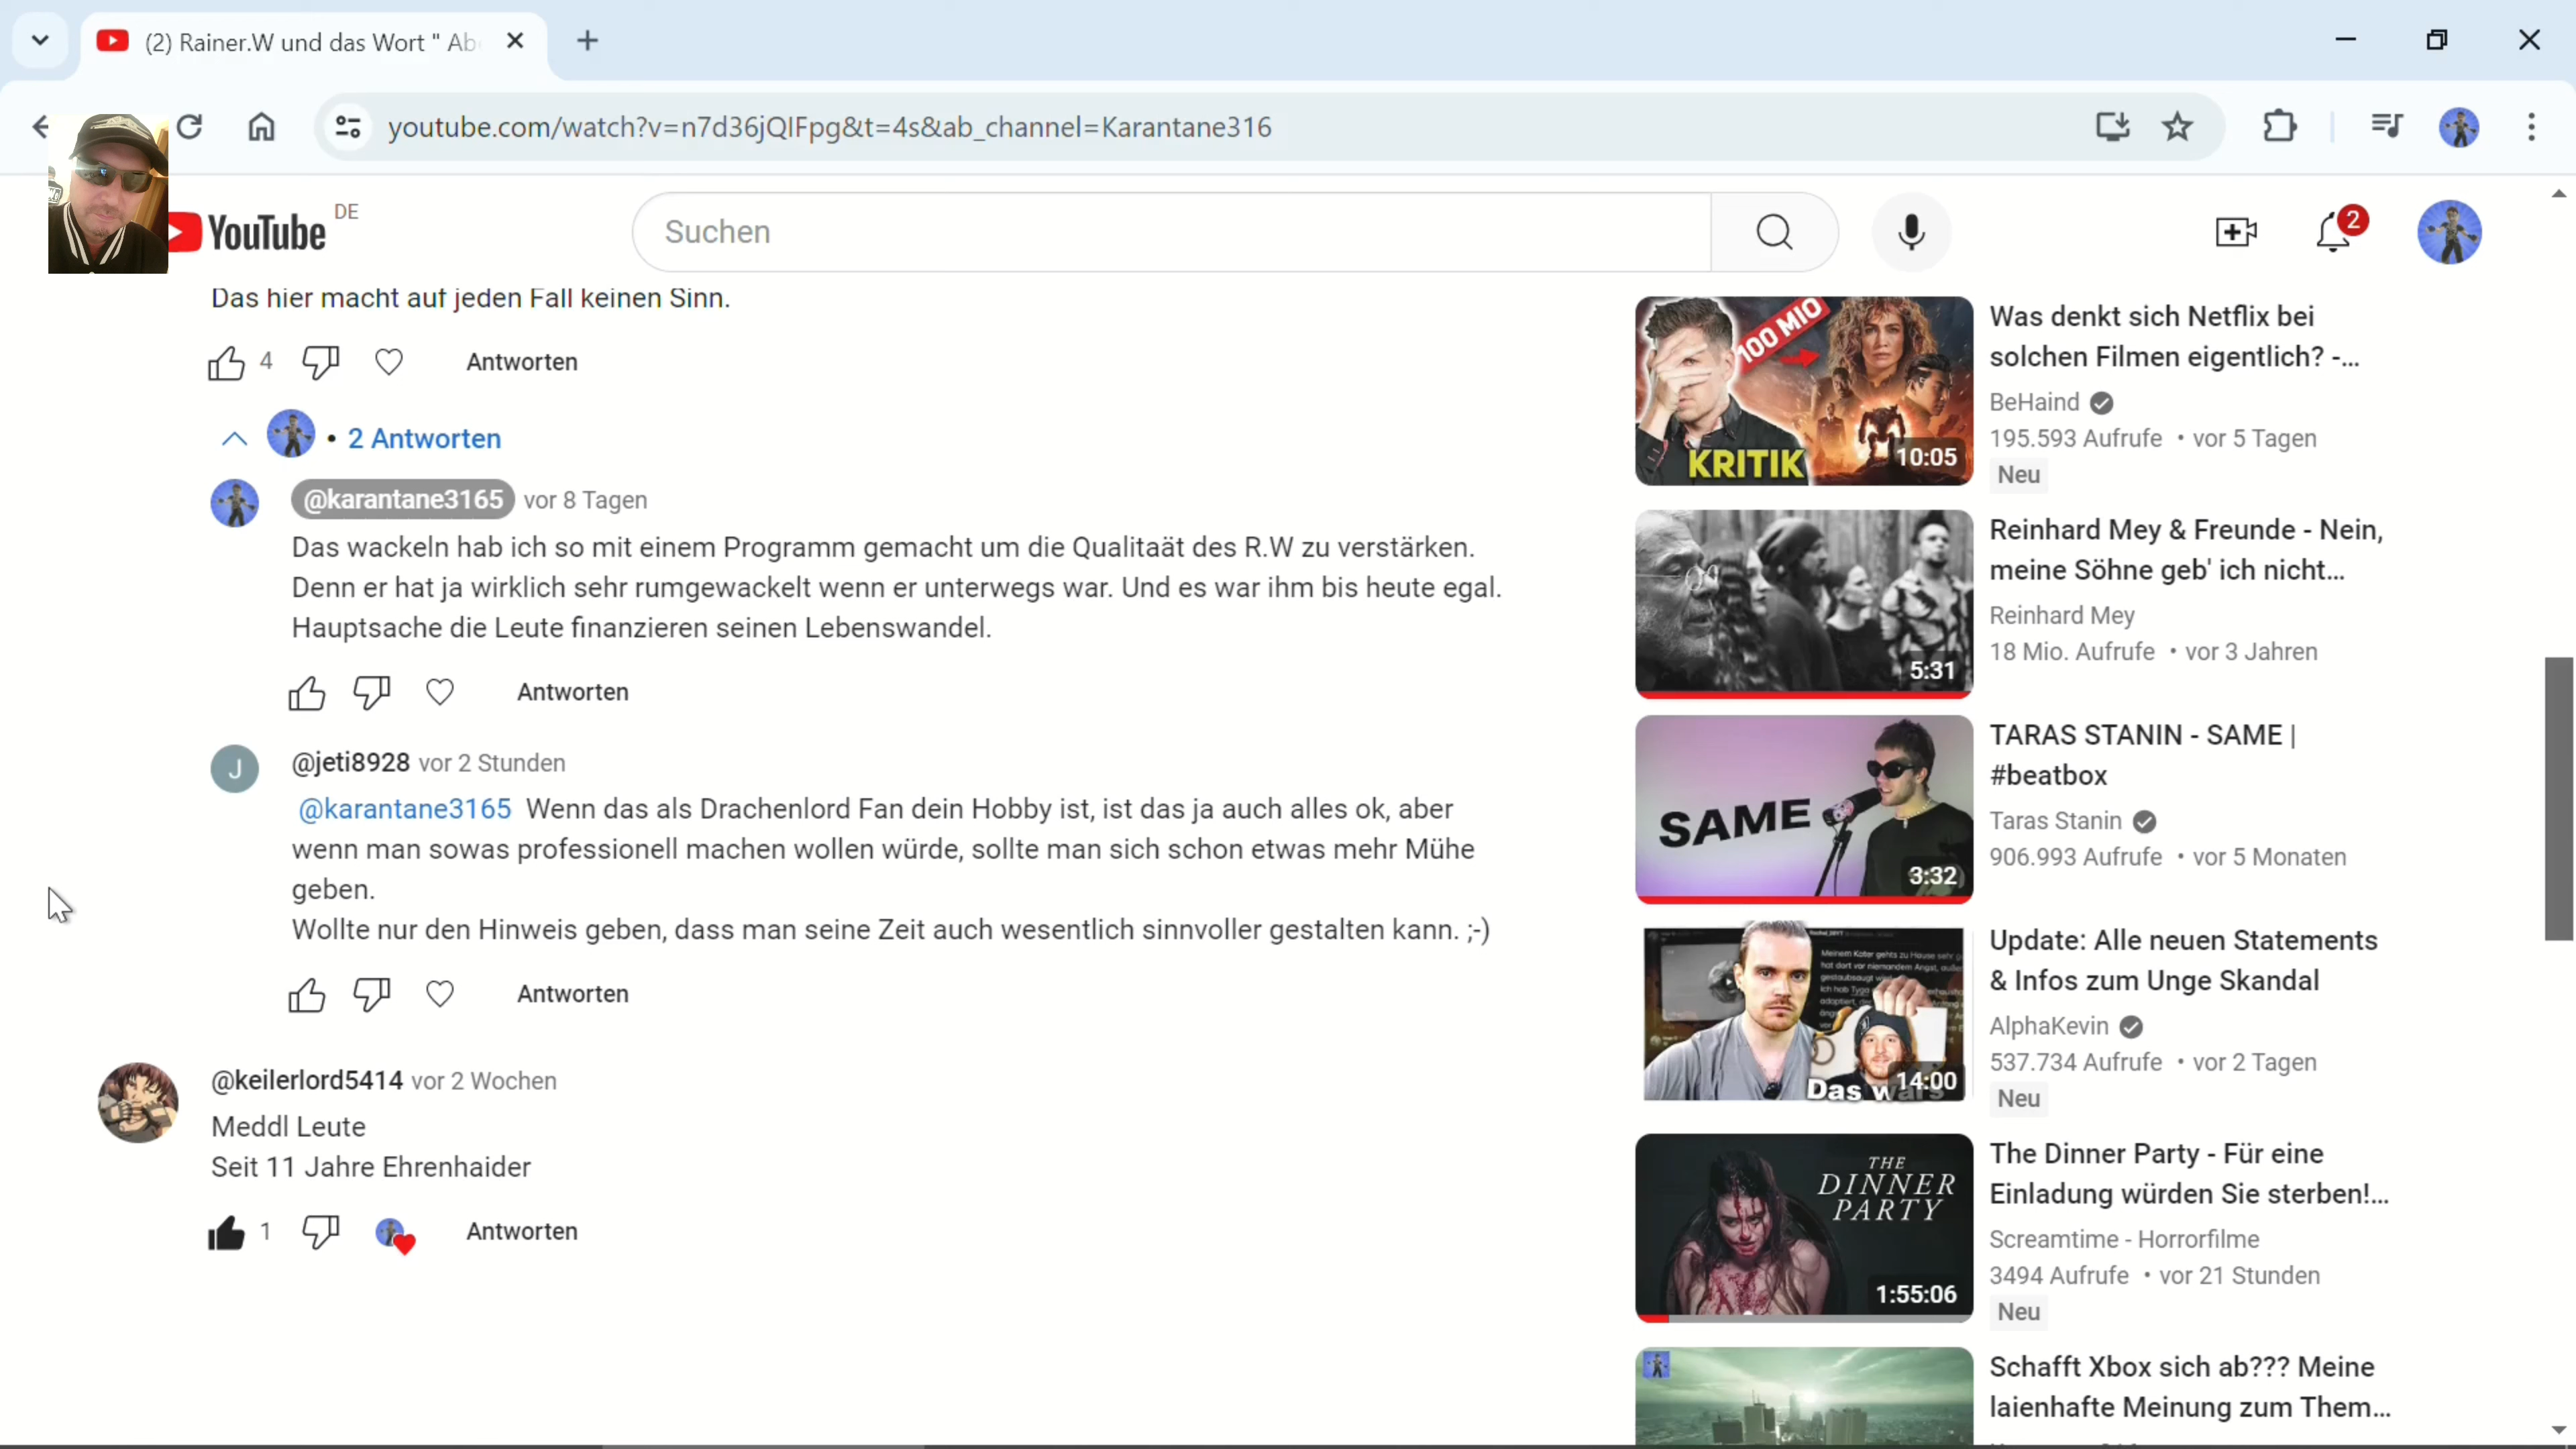 (2) Rainer.W und das Wort " Ab
youtube.com/watch?v=n7d36jQIFpg&t=4s&ab_channel=Karantane316
YouTube DE
Suchen
2
Das hier macht auf jeden Fall keinen Sinn.
4 Antworten
• 2 Antworten
@karantane3165 vor 8 Tagen
Das wackeln hab ich so mit einem Programm gemacht um die Qualitaät des R.W zu verstärken.
Denn er hat ja wirklich sehr rumgewackelt wenn er unterwegs war. Und es war ihm bis heute egal.
Hauptsache die Leute finanzieren seinen Lebenswandel.
Antworten
J
@jeti8928 vor 2 Stunden
@karantane3165 Wenn das als Drachenlord Fan dein Hobby ist, ist das ja auch alles ok, aber
wenn man sowas professionell machen wollen würde, sollte man sich schon etwas mehr Mühe
geben.
Wollte nur den Hinweis geben, dass man seine Zeit auch wesentlich sinnvoller gestalten kann. ;-)
Antworten
@keilerlord5414 vor 2 Wochen
Meddl Leute
Seit 11 Jahre Ehrenhaider
1 Antworten
100 MIO
KRITIK
10:05
Was denkt sich Netflix bei
solchen Filmen eigentlich? -...
BeHaind
195.593 Aufrufe • vor 5 Tagen
Neu
5:31
Reinhard Mey & Freunde - Nein,
meine Söhne geb' ich nicht...
Reinhard Mey
18 Mio. Aufrufe • vor 3 Jahren
SAME
3:32
TARAS STANIN - SAME |
#beatbox
Taras Stanin
906.993 Aufrufe • vor 5 Monaten
Das wars
14:00
Update: Alle neuen Statements
& Infos zum Unge Skandal
AlphaKevin
537.734 Aufrufe • vor 2 Tagen
Neu
THE
DINNER
PARTY
1:55:06
The Dinner Party - Für eine
Einladung würden Sie sterben!...
Screamtime - Horrorfilme
3494 Aufrufe • vor 21 Stunden
Neu
Schafft Xbox sich ab??? Meine
laienhafte Meinung zum Them...